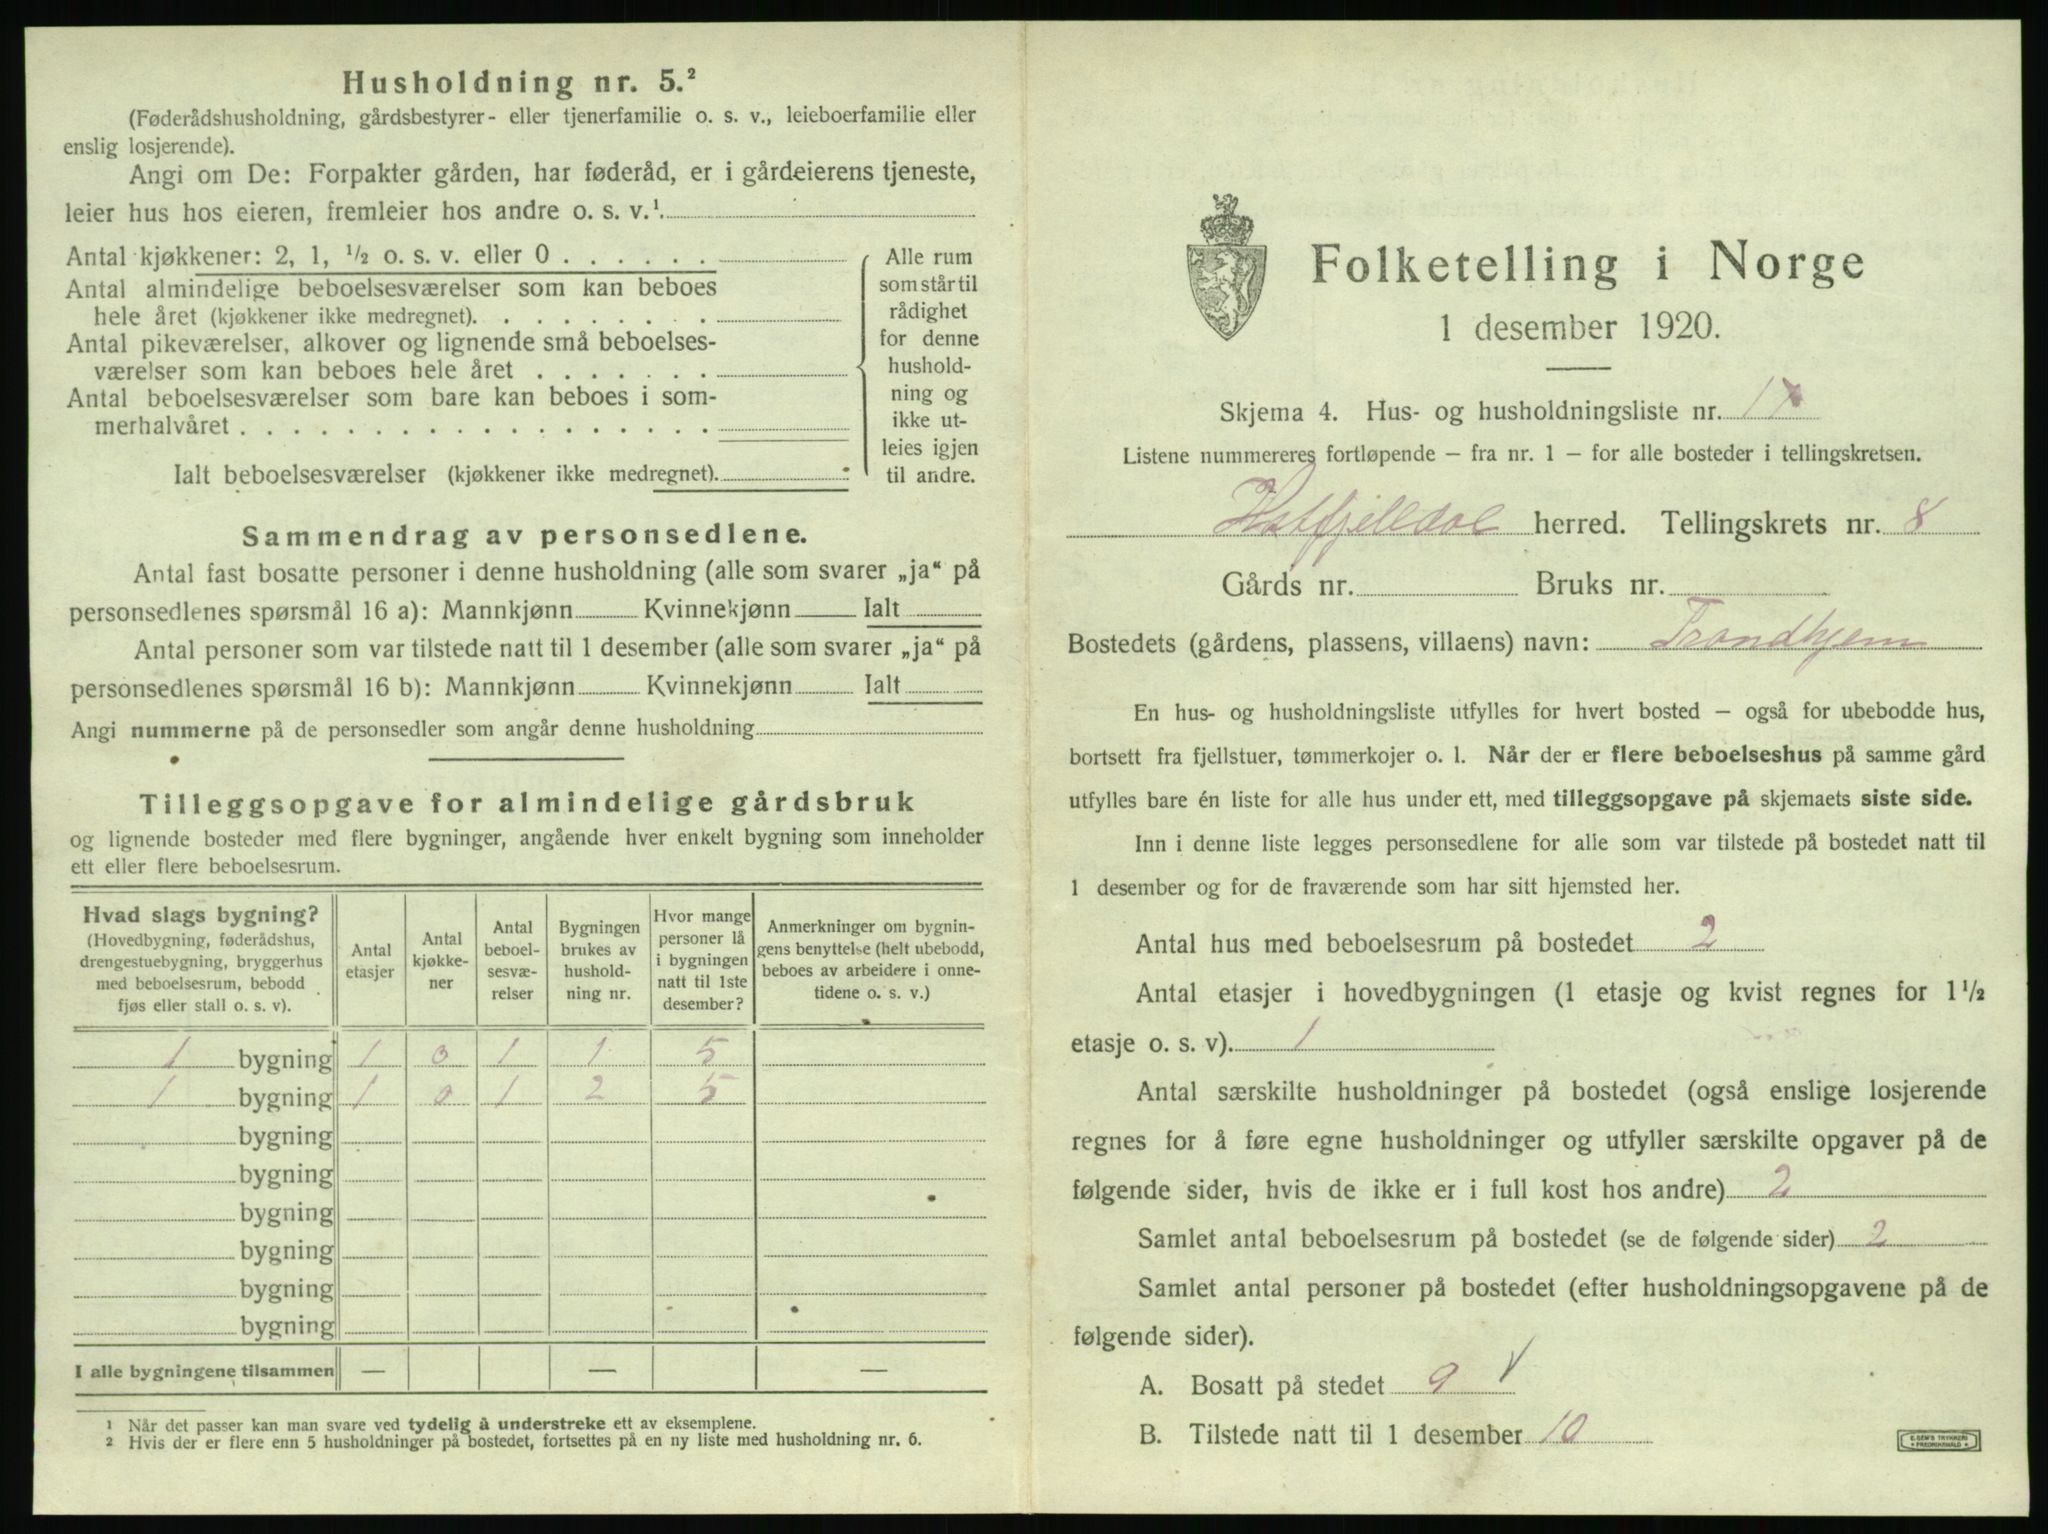 Husholdning nr. 5.²
(Føderådshusholdning, gårdsbestyrer- eller tjenerfamilie o. s. v., leieboerfamilie eller
enslig losjerende).
Angi om De: Forpakter gården, har føderåd, er i gårdeierens tjeneste,
leier hus hos eieren, fremleier hos andre o. s. v.¹.
Antal kjøkkener: 2, 1, ½ o. s. v. eller 0 . . . . . .
Antal almindelige beboelsesværelser som kan beboes
hele året (kjøkkener ikke medregnet). . . . . . . . .
Antal pikeværelser, alkover og lignende små beboelses-
værelser som kan beboes hele året . . . . . . .
Antal beboelsesværelser som bare kan beboes i som-
merhalvåret . . . . . . . . . . . . . . . . . .
Ialt beboelsesværelser (kjøkkener ikke medregnet).
Alle rum
som står til
rådighet
for denne
hushold-
ning og
ikke ut-
leies igjen
til andre.
Sammendrag av personsedlene.
Antal fast bosatte personer i denne husholdning (alle som svarer „ja“ på
personsedlenes spørsmål 16 a): Mannkjønn Kvinnekjønn Ialt
Antal personer som var tilstede natt til 1 desember (alle som svarer „ja“ på
personsedlenes spørsmål 16 b): Mannkjønn Kvinnekjønn Ialt
Angi nummerne på de personsedler som angår denne husholdning
Tilleggsopgave for almindelige gårdsbruk
og lignende bosteder med flere bygninger, angående hver enkelt bygning som inneholder
ett eller flere beboelsesrum.
Hvad slags bygning?
(Hovedbygning, føderådshus,
drengestuebygning, bryggerhus
med beboelsesrum, bebodd
fjøs eller stall o. s. v).
Antal
etasjer
Antal
kjøkke-
ner
Antal
beboel-
sesvæ-
relser
Bygningen
brukes av
hushold-
ning nr.
Hvor mange
personer lå
i bygningen
natt til 1ste
desember?
Anmerkninger om bygnin-
gens benyttelse (helt ubebodd,
beboes av arbeidere i onne-
tidene o. s. v.)
1 bygning 1 0 1 1 5
1 bygning 1 0 1 2 5
bygning
bygning
bygning
bygning
bygning
bygning
I alle bygningene tilsammen — — —
¹ Når det passer kan man svare ved tydelig å understreke ett av eksemplene.
² Hvis der er flere enn 5 husholdninger på bostedet, fortsettes på en ny liste med husholdning nr. 6.
Folketelling i Norge
1 desember 1920.
Skjema 4. Hus- og husholdningsliste nr. 17
Listene nummereres fortløpende – fra nr. 1 – for alle bosteder i tellingskretsen.
Hatfjelldal herred. Tellingskrets nr. 8
Gårds nr. Bruks nr.
Bostedets (gårdens, plassens, villaens) navn: Trondhjem
En hus- og husholdningsliste utfylles for hvert bosted – også for ubebodde hus,
bortsett fra fjellstuer, tømmerkojer o. l. Når der er flere beboelseshus på samme gård
utfylles bare én liste for alle hus under ett, med tilleggsopgave på skjemaets siste side.
Inn i denne liste legges personsedlene for alle som var tilstede på bostedet natt til
1 desember og for de fraværende som har sitt hjemsted her.
Antal hus med beboelsesrum på bostedet 2
Antal etasjer i hovedbygningen (1 etasje og kvist regnes for 1½
etasje o. s. v). 1
Antal særskilte husholdninger på bostedet (også enslige losjerende
regnes for å føre egne husholdninger og utfyller særskilte opgaver på de
følgende sider, hvis de ikke er i full kost hos andre) 2
Samlet antal beboelsesrum på bostedet (se de følgende sider) 2
Samlet antal personer på bostedet (efter husholdningsopgavene på de
følgende sider).
A. Bosatt på stedet 9
B. Tilstede natt til 1 desember 10